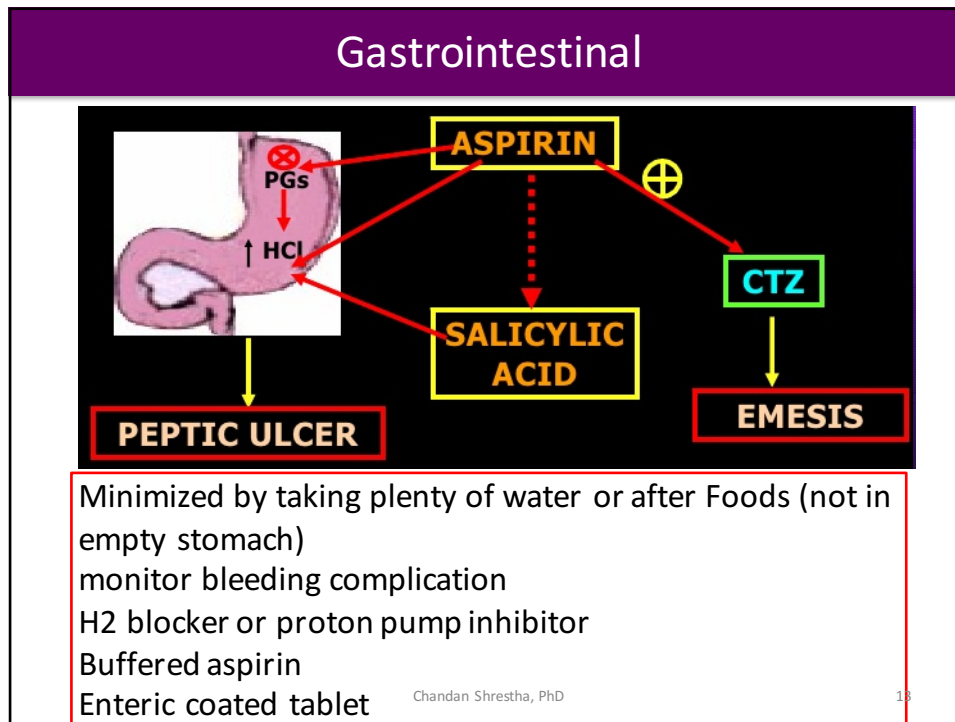 Gastrointestinal
ASPIRIN
PGs
↑ HCl
CTZ
SALICYLIC
ACID
PEPTIC ULCER
EMESIS
Minimized by taking plenty of water or after Foods (not in
empty stomach)
monitor bleeding complication
H2 blocker or proton pump inhibitor
Buffered aspirin
Enteric coated tablet
Chandan Shrestha, PhD
13